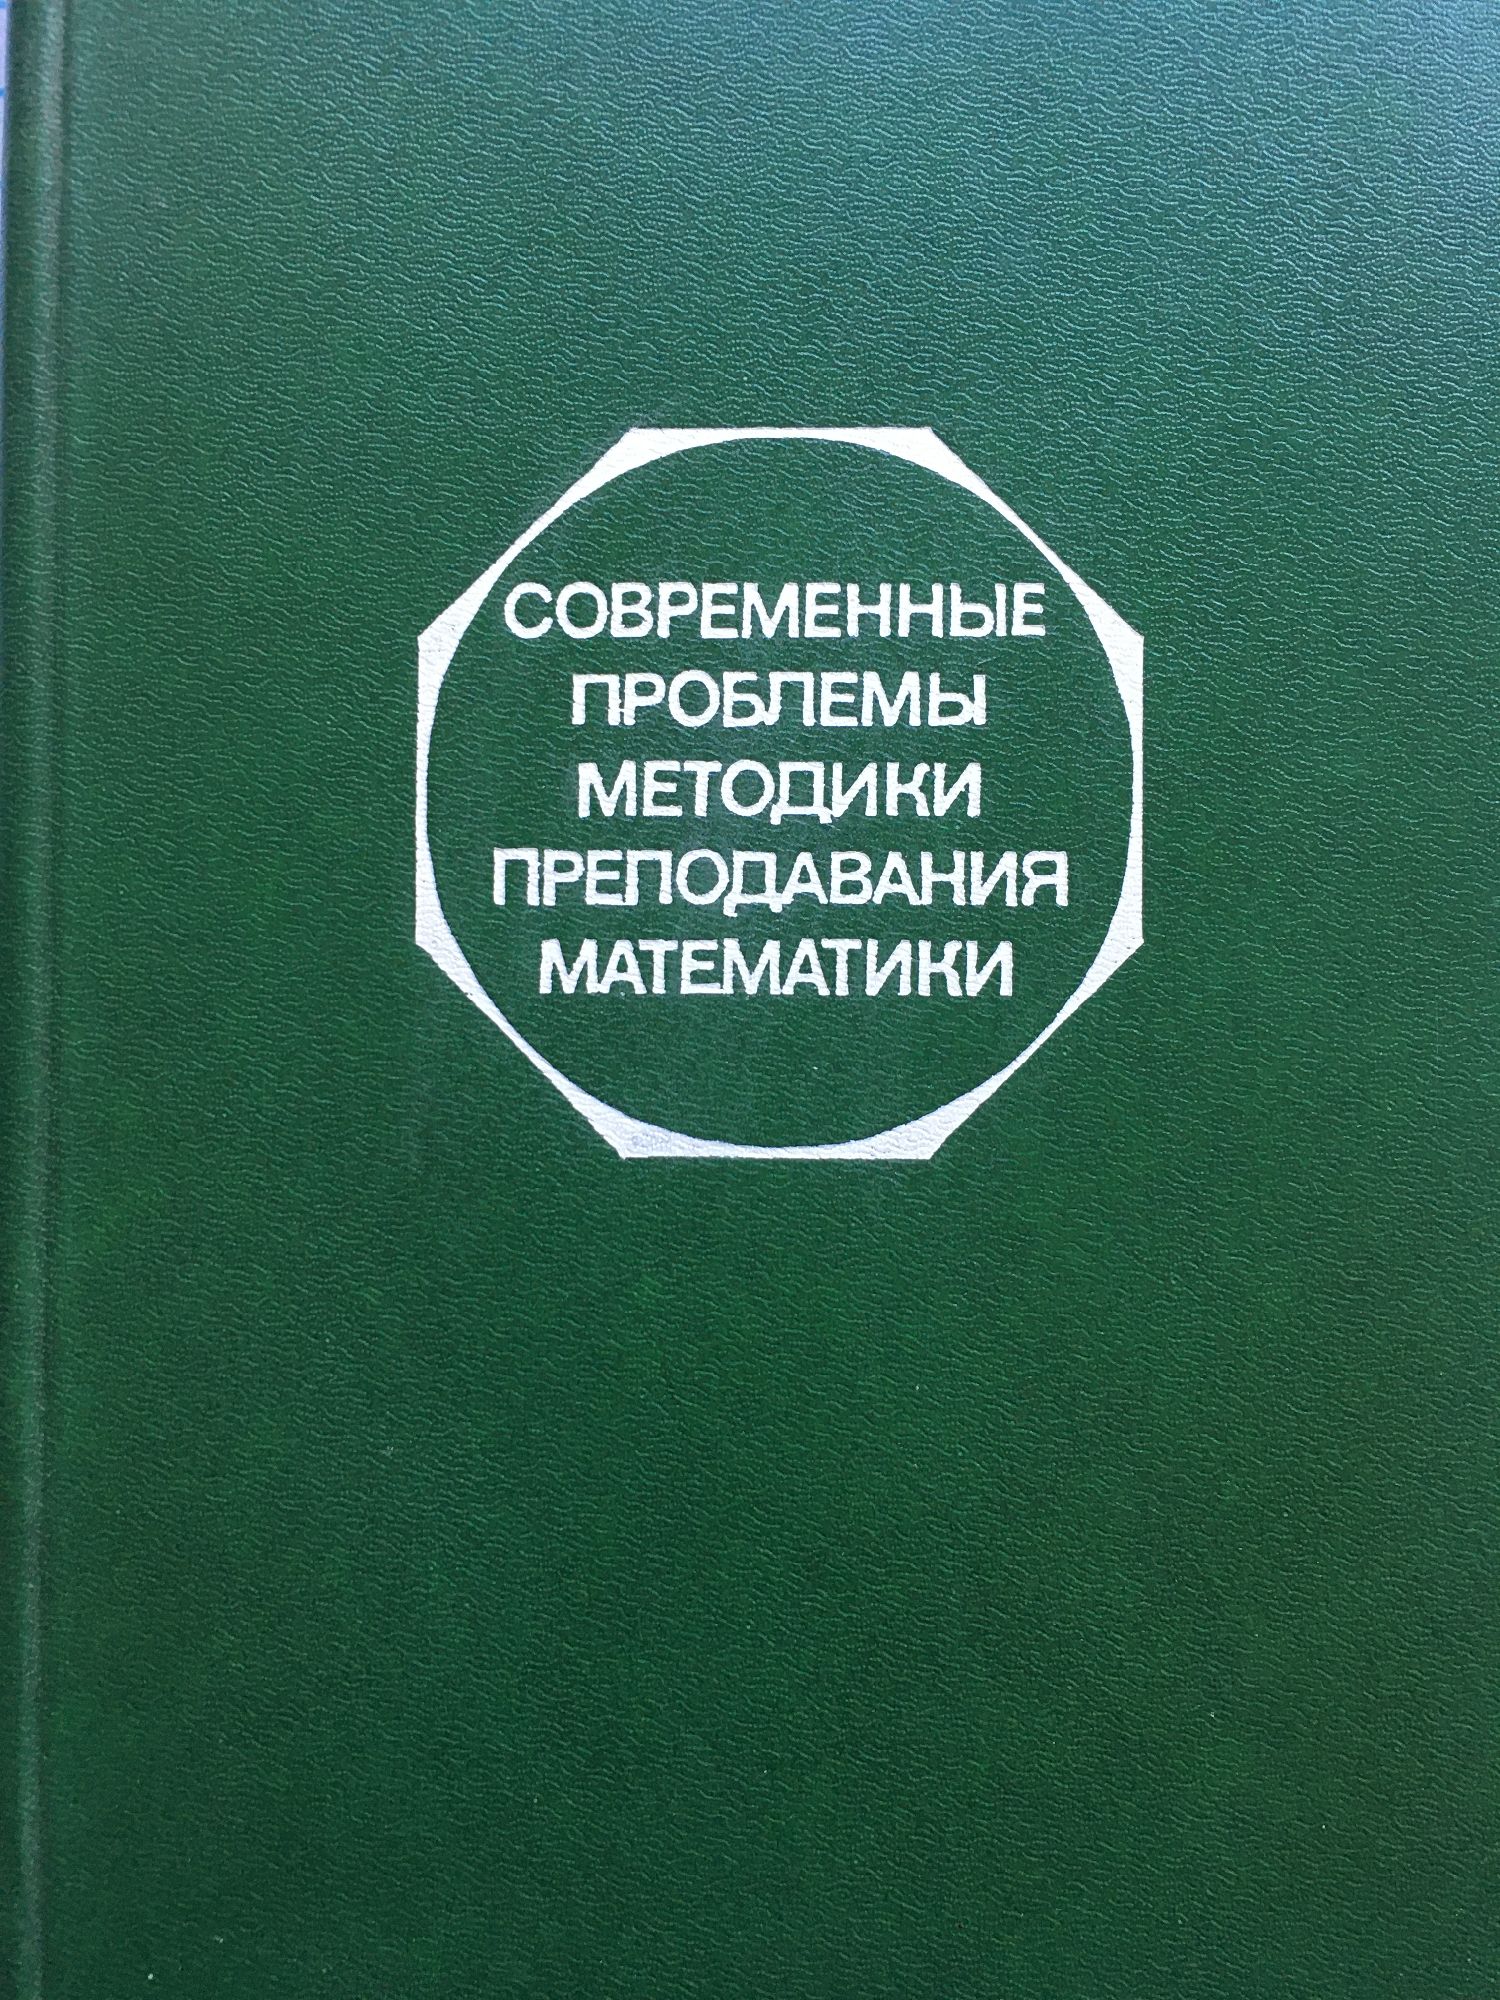 СОВРЕМЕННЫЕ
ПРОБЛЕМЫ
МЕТОДИКИ
ПРЕПОДАВАНИЯ
МАТЕМАТИКИ